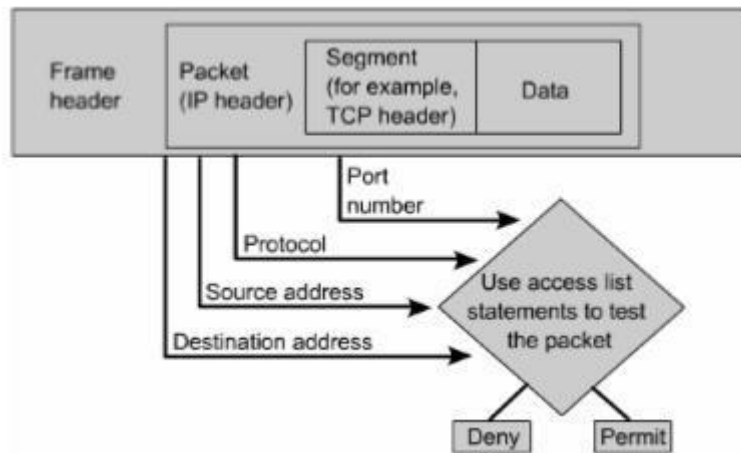 Frame
header
Packet
(IP header)
Segment
(for example,
TCP header)
Data
Port
number
Protocol
Source address
Destination address
Use access list
statements to test
the packet
Deny
Permit